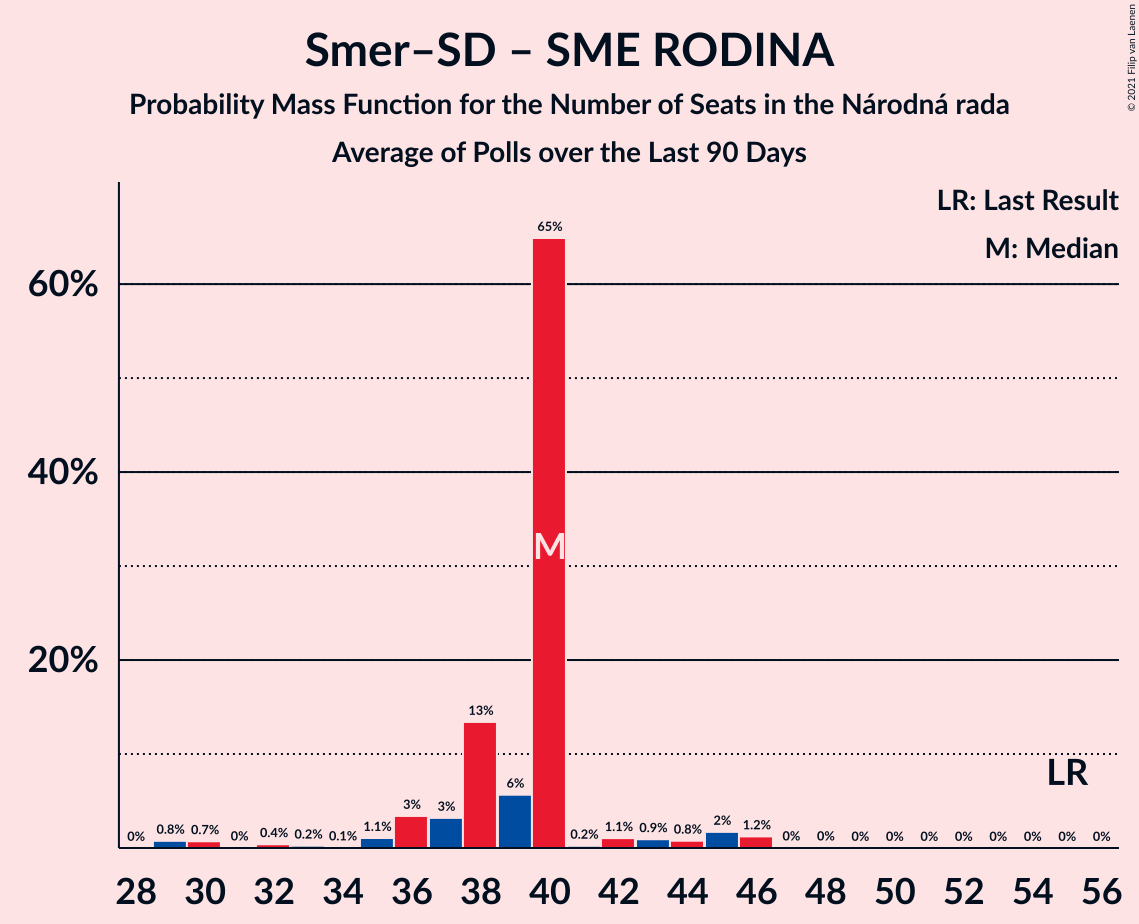 Smer–SD – SME RODINA
Probability Mass Function for the Number of Seats in the Národná rada
Average of Polls over the Last 90 Days
© 2021 Filip van Laenen
LR: Last Result
M: Median
60%
40%
20%
0% 0.8% 0.7% 0% 0.4% 0.2% 0.1% 1.1% 3% 3% 13% 6% 65% 0.2% 1.1% 0.9% 0.8% 2% 1.2% 0% 0% 0% 0% 0% 0% 0% 0% 0% 0%
M
LR
28 30 32 34 36 38 40 42 44 46 48 50 52 54 56